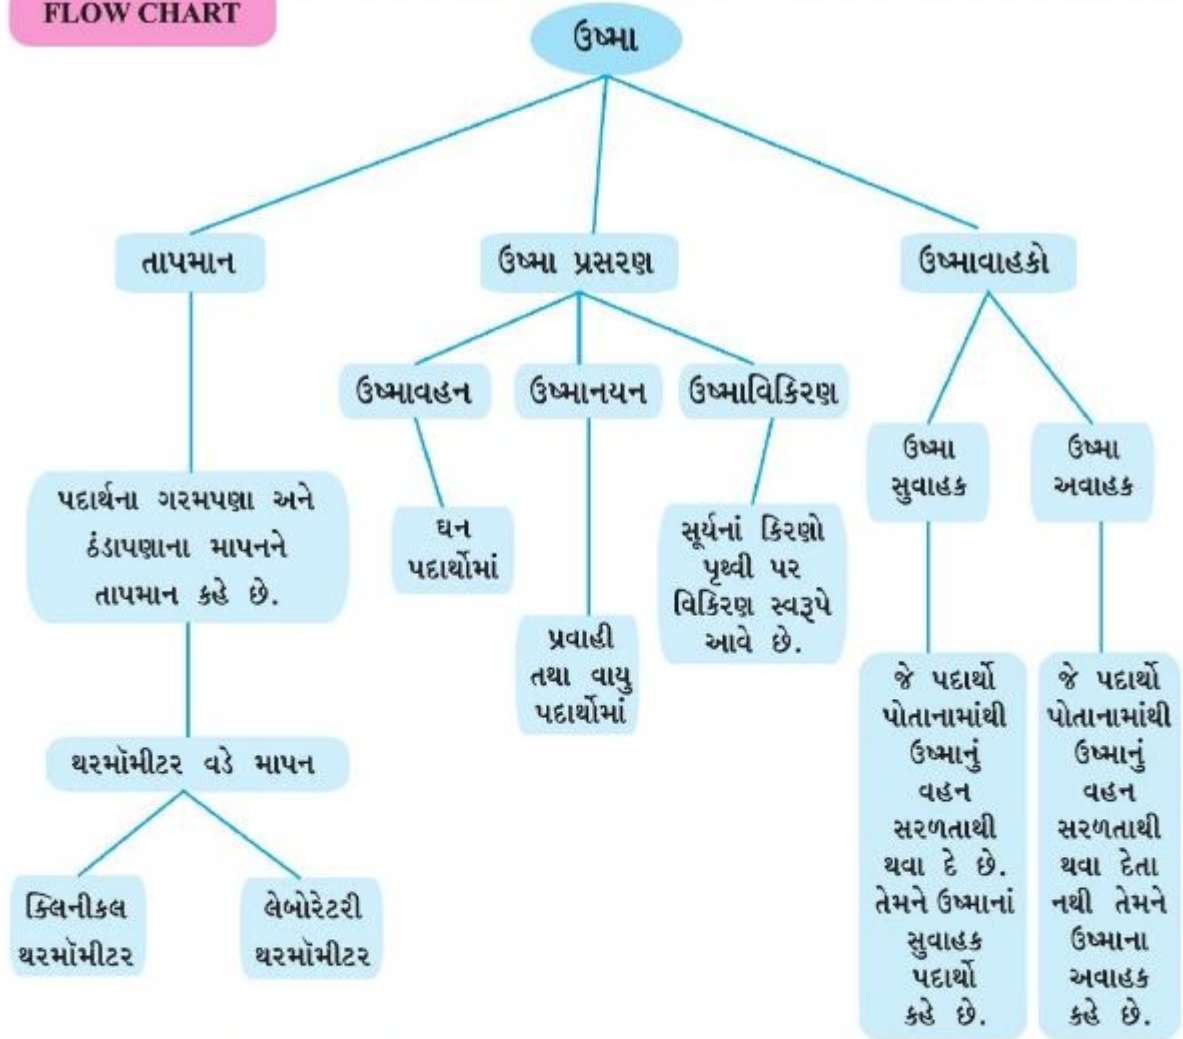 FLOW CHART
ઉષ્મા
તાપમાન
ઉષ્મા પ્રસરણ
ઉષ્માવાહકો
ઉષ્માવહન
ઉષ્માનયન
ઉષ્માવિકિરણ
ઉષ્મા
સુવાહક
ઉષ્મા
અવાહક
પદાર્થના ગરમપણા અને
ઠંડાપણાના માપનને
તાપમાન કહે છે.
ઘન
પદાર્થોમાં
પ્રવાહી
તથા વાયુ
પદાર્થોમાં
સૂર્યનાં કિરણો
પૃથ્વી પર
વિકિરણ સ્વરૂપે
આવે છે.
થરમૉમીટર વડે માપન
ક્લિનીકલ
થરમૉમીટર
લેબોરેટરી
થરમૉમીટર
જે પદાર્થો
પોતાનામાંથી
ઉષ્માનું
વહન
સરળતાથી
થવા દે છે.
તેમને ઉષ્માનાં
સુવાહક
પદાર્થો
કહે છે.
જે પદાર્થો
પોતાનામાંથી
ઉષ્માનું
વહન
સરળતાથી
થવા દેતા
નથી તેમને
ઉષ્માના
અવાહક
કહે છે.